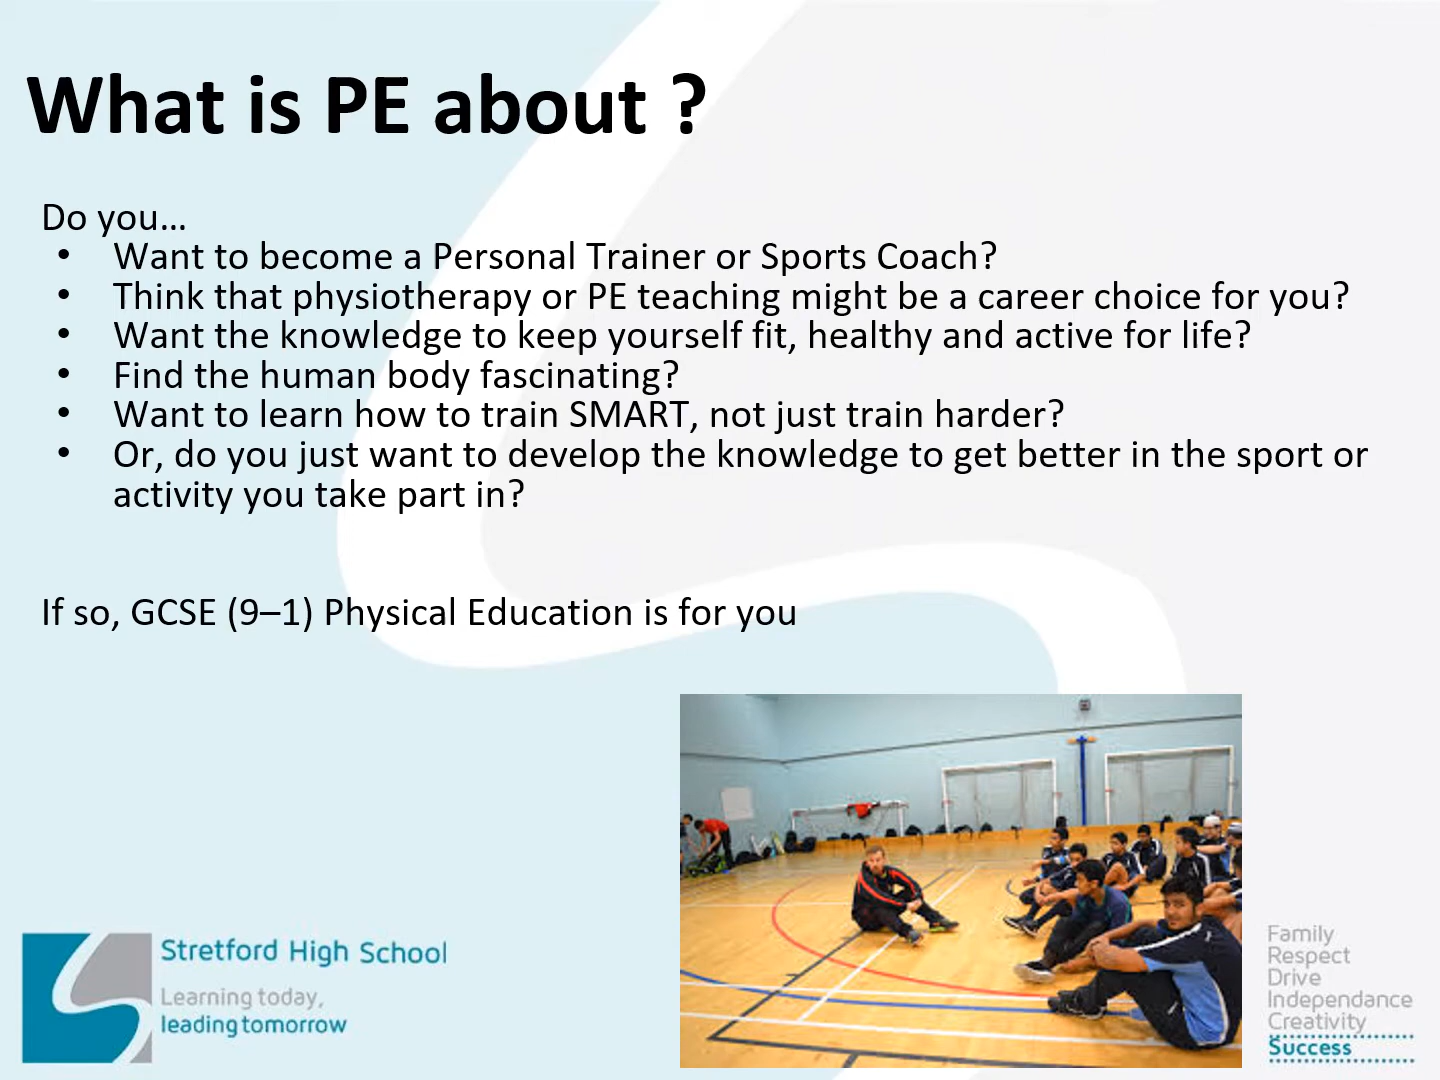 What is PE about ?
Do you…
• Want to become a Personal Trainer or Sports Coach?
• Think that physiotherapy or PE teaching might be a career choice for you?
• Want the knowledge to keep yourself fit, healthy and active for life?
• Find the human body fascinating?
• Want to learn how to train SMART, not just train harder?
• Or, do you just want to develop the knowledge to get better in the sport or
activity you take part in?
If so, GCSE (9–1) Physical Education is for you
Stretford High School
Learning today,
leading tomorrow
Family
Respect
Drive
Independance
Creativity
Success